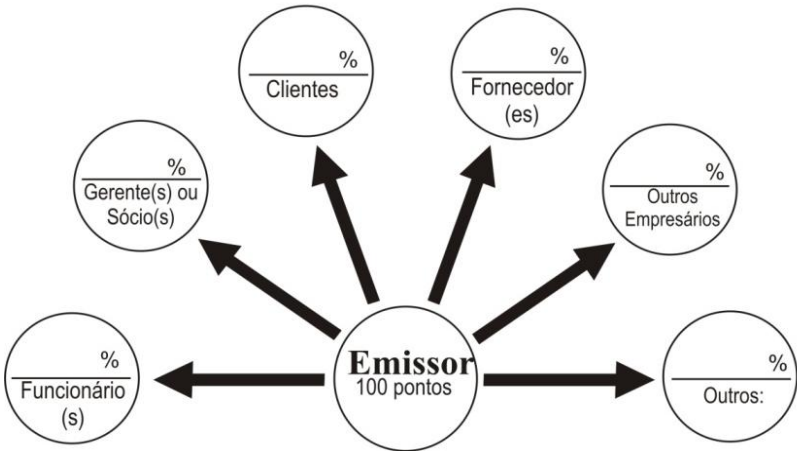 %
Clientes
%
Fornecedor
(es)
%
Gerente(s) ou
Sócio(s)
%
Outros
Empresários
%
Funcionário
(s)
Emissor
100 pontos
%
Outros: